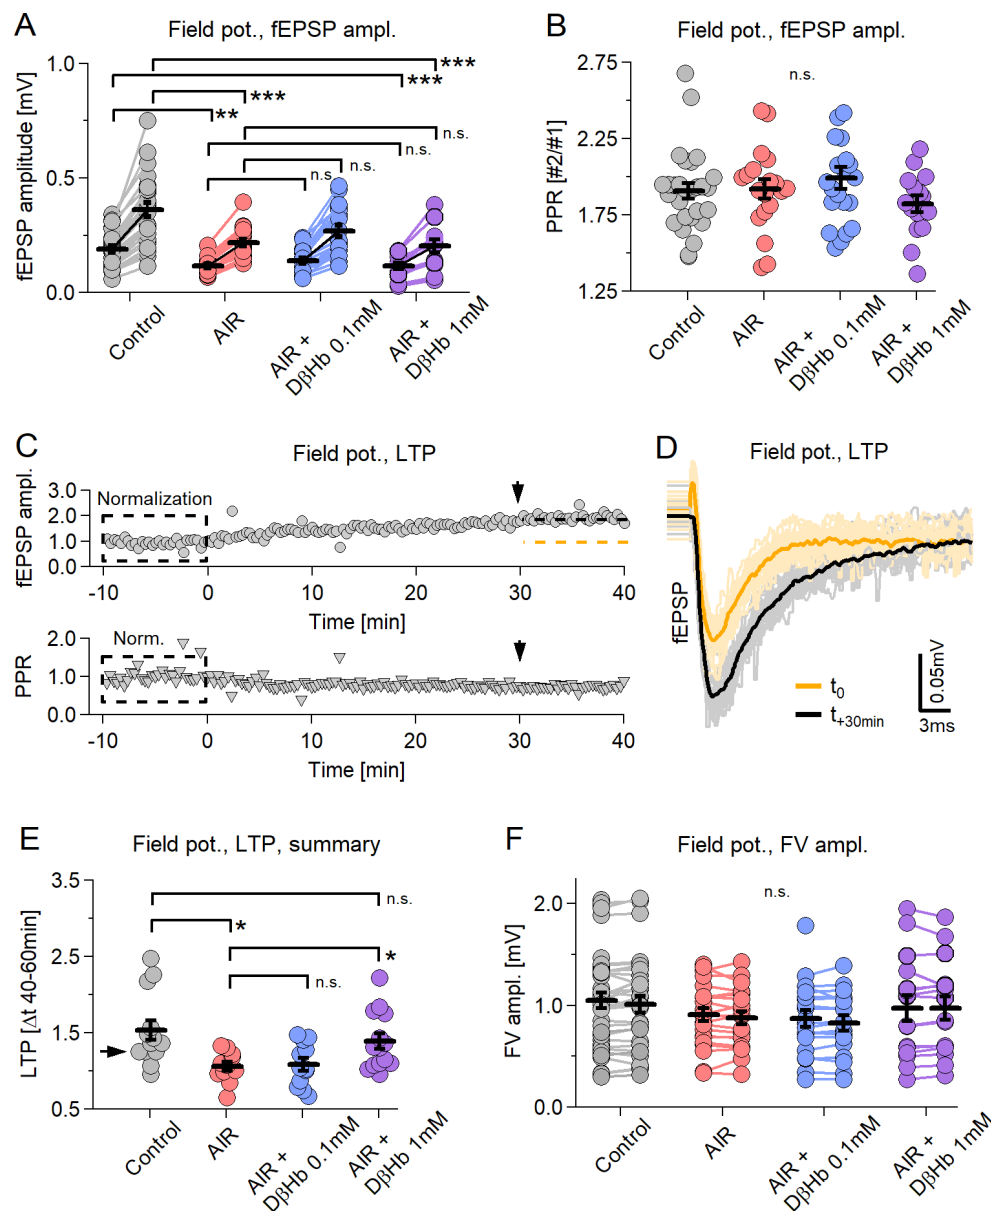 A
Field pot., fEPSP ampl.
fEPSP amplitude [mV]
1.0
0.5
0.0
***
***
***
**
n.s.
n.s.
n.s.
n.s.
Control
AIR
AIR +
DβHb 0.1mM
AIR +
DβHb 1mM
B
Field pot., fEPSP ampl.
n.s.
PPR [#2/#1]
2.75
2.25
1.75
1.25
Control
AIR
AIR +
DβHb 0.1mM
AIR +
DβHb 1mM
C
Field pot., LTP
fEPSP ampl.
3.0
2.0
1.0
0.0
Normalization
-10 0 10 20 30 40
Time [min]
PPR
2.0
1.0
0.0
Norm.
-10 0 10 20 30 40
Time [min]
D
Field pot., LTP
fEPSP
t0
t+30min
0.05mV
3ms
E
Field pot., LTP, summary
LTP [Δt 40-60min]
3.5
2.5
1.5
0.5
n.s.
*
*
n.s.
Control
AIR
AIR +
DβHb 0.1mM
AIR +
DβHb 1mM
F
Field pot., FV ampl.
n.s.
FV ampl. [mV]
2.0
1.0
0.0
Control
AIR
AIR +
DβHb 0.1mM
AIR +
DβHb 1mM